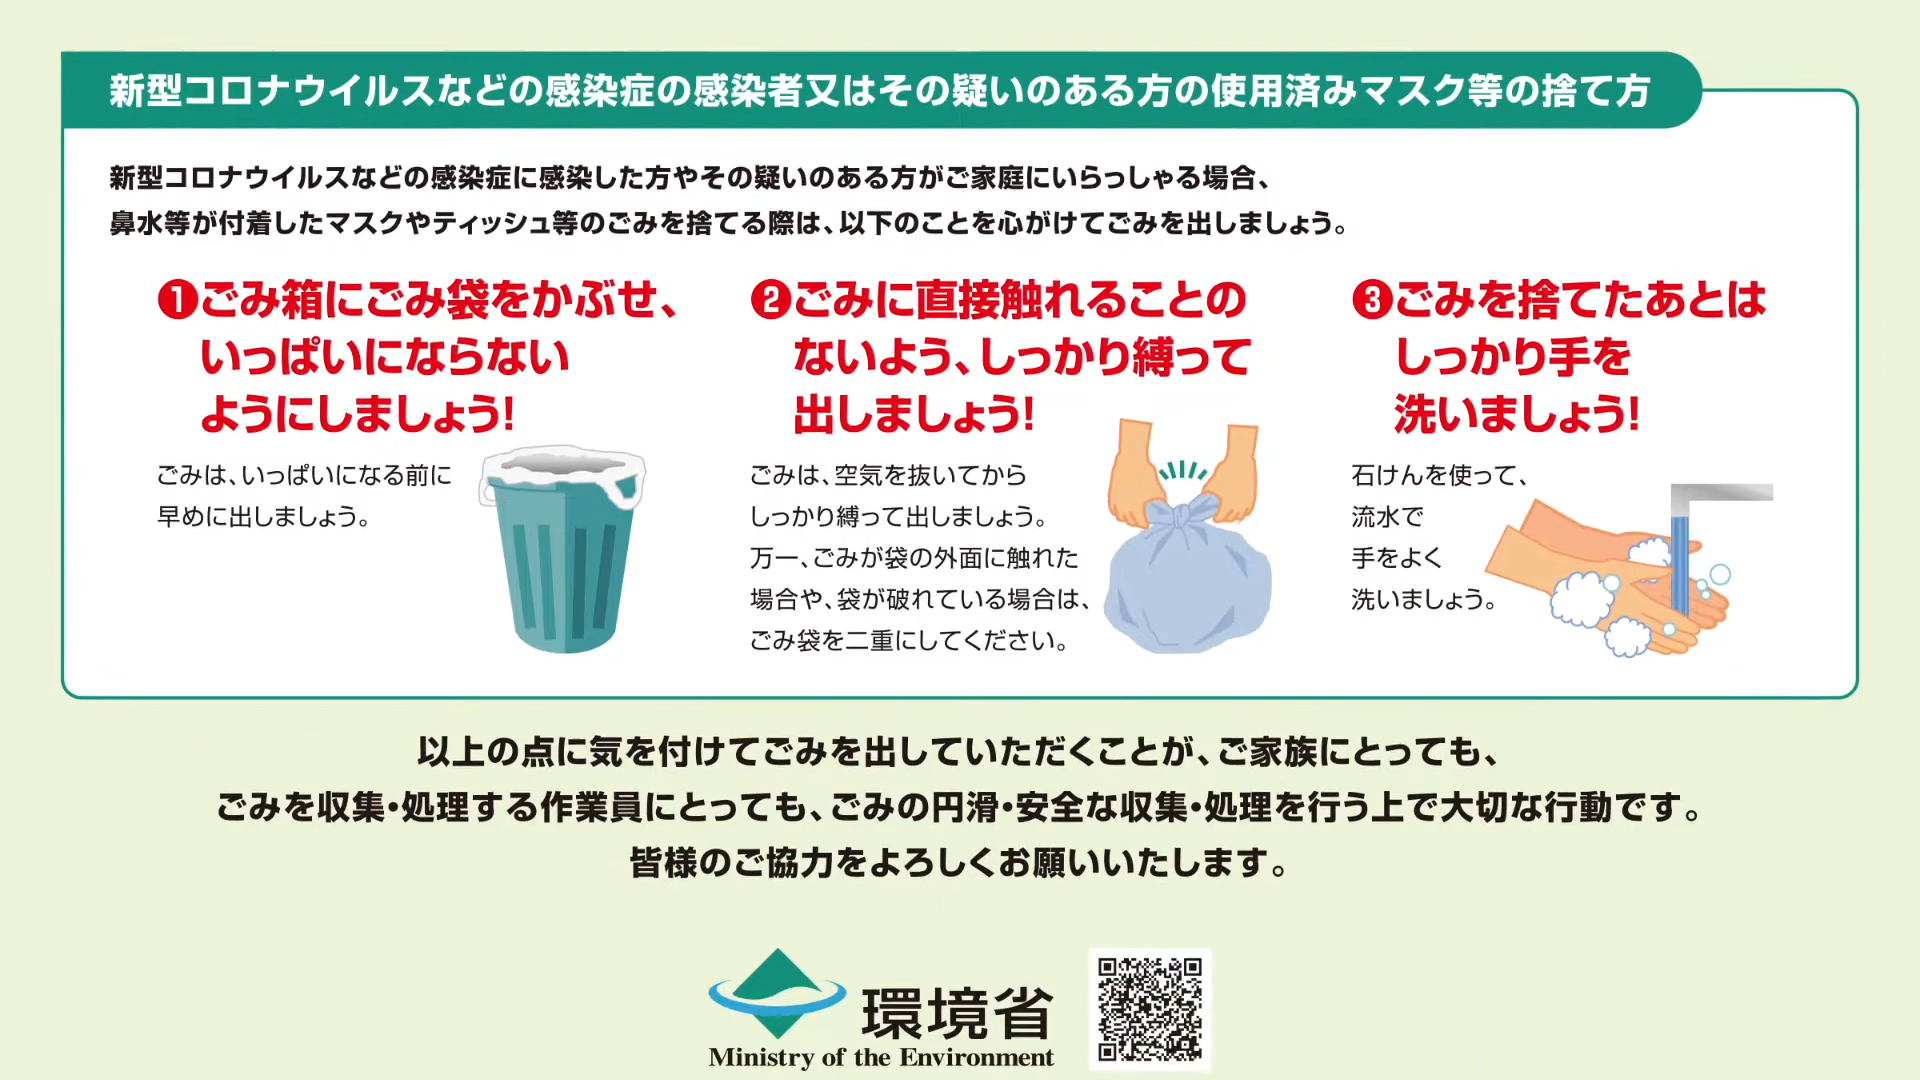 新型コロナウイルスなどの感染症の感染者又はその疑いのある方の使用済みマスク等の捨て方
新型コロナウイルスなどの感染症に感染した方やその疑いのある方がご家庭にいらっしゃる場合、
鼻水等が付着したマスクやティッシュ等のごみを捨てる際は、以下のことを心がけてごみを出しましょう。
❶ごみ箱にごみ袋をかぶせ、
いっぱいにならない
ようにしましょう!
ごみは、いっぱいになる前に
早めに出しましょう。
❷ごみに直接触れることの
ないよう、しっかり縛って
出しましょう!
ごみは、空気を抜いてから
しっかり縛って出しましょう。
万一、ごみが袋の外面に触れた
場合や、袋が破れている場合は、
ごみ袋を二重にしてください。
❸ごみを捨てたあとは
しっかり手を
洗いましょう!
石けんを使って、
流水で
手をよく
洗いましょう。
以上の点に気を付けてごみを出していただくことが、ご家族にとっても、
ごみを収集・処理する作業員にとっても、ごみの円滑・安全な収集・処理を行う上で大切な行動です。
皆様のご協力をよろしくお願いいたします。
環境省
Ministry of the Environment